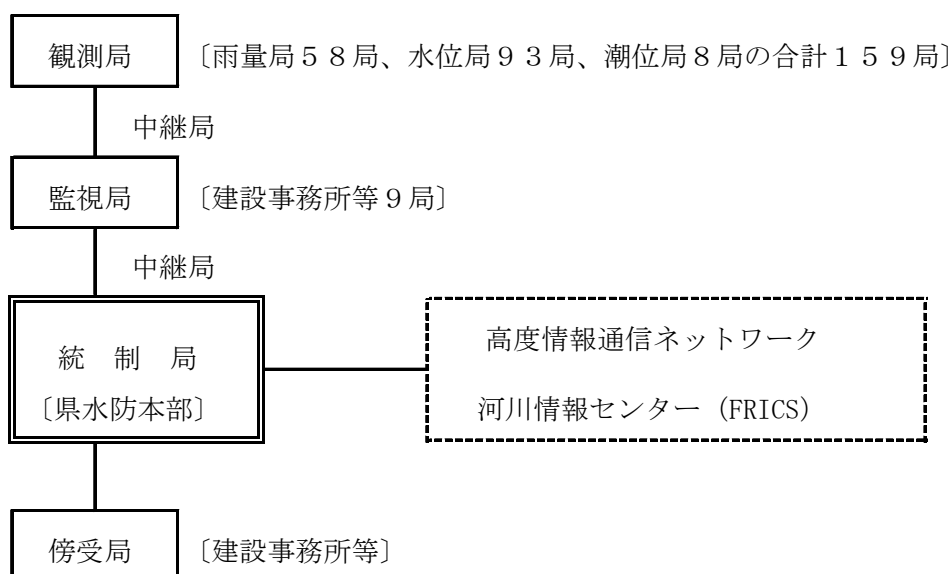 観測局 〔雨量局５８局、水位局９３局、潮位局８局の合計１５９局〕
中継局
監視局 〔建設事務所等９局〕
中継局
統　制　局
〔県水防本部〕
高度情報通信ネットワーク
河川情報センター (FRICS)
傍受局 〔建設事務所等〕